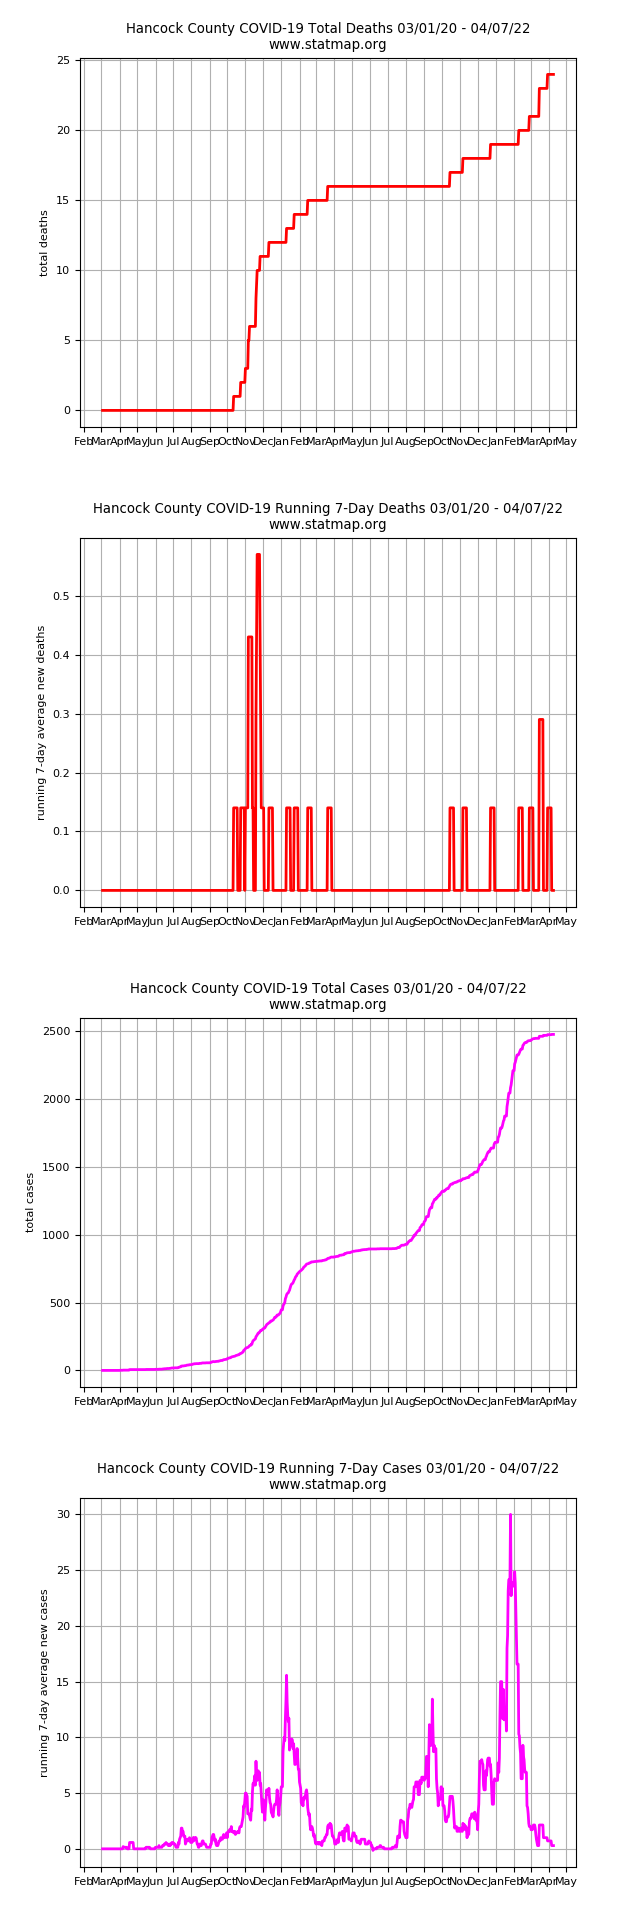 Hancock County COVID-19 Total Deaths 03/01/20 - 04/07/22
www.statmap.org
25
20
15
10
5
0
total deaths
Feb Mar Apr May Jun Jul Aug Sep Oct Nov Dec Jan Feb Mar Apr May Jun Jul Aug Sep Oct Nov Dec Jan Feb Mar Apr May
Hancock County COVID-19 Running 7-Day Deaths 03/01/20 - 04/07/22
www.statmap.org
0.5
0.4
0.3
0.2
0.1
0.0
running 7-day average new deaths
Feb Mar Apr May Jun Jul Aug Sep Oct Nov Dec Jan Feb Mar Apr May Jun Jul Aug Sep Oct Nov Dec Jan Feb Mar Apr May
Hancock County COVID-19 Total Cases 03/01/20 - 04/07/22
www.statmap.org
2500
2000
1500
1000
500
0
total cases
Feb Mar Apr May Jun Jul Aug Sep Oct Nov Dec Jan Feb Mar Apr May Jun Jul Aug Sep Oct Nov Dec Jan Feb Mar Apr May
Hancock County COVID-19 Running 7-Day Cases 03/01/20 - 04/07/22
www.statmap.org
30
25
20
15
10
5
0
running 7-day average new cases
Feb Mar Apr May Jun Jul Aug Sep Oct Nov Dec Jan Feb Mar Apr May Jun Jul Aug Sep Oct Nov Dec Jan Feb Mar Apr May